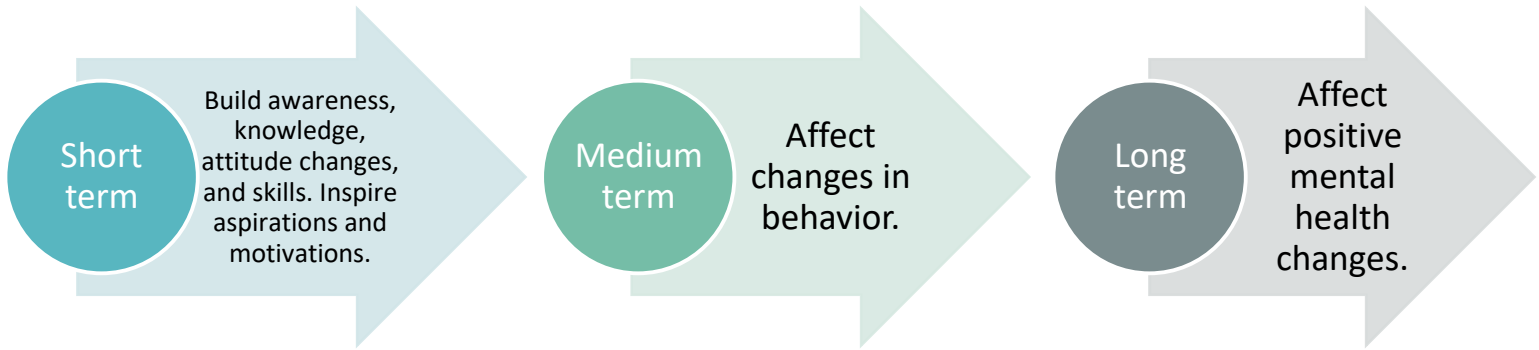 Short
term
Build awareness,
knowledge,
attitude changes,
and skills. Inspire
aspirations and
motivations.
Medium
term
Affect
changes in
behavior.
Long
term
Affect
positive
mental
health
changes.